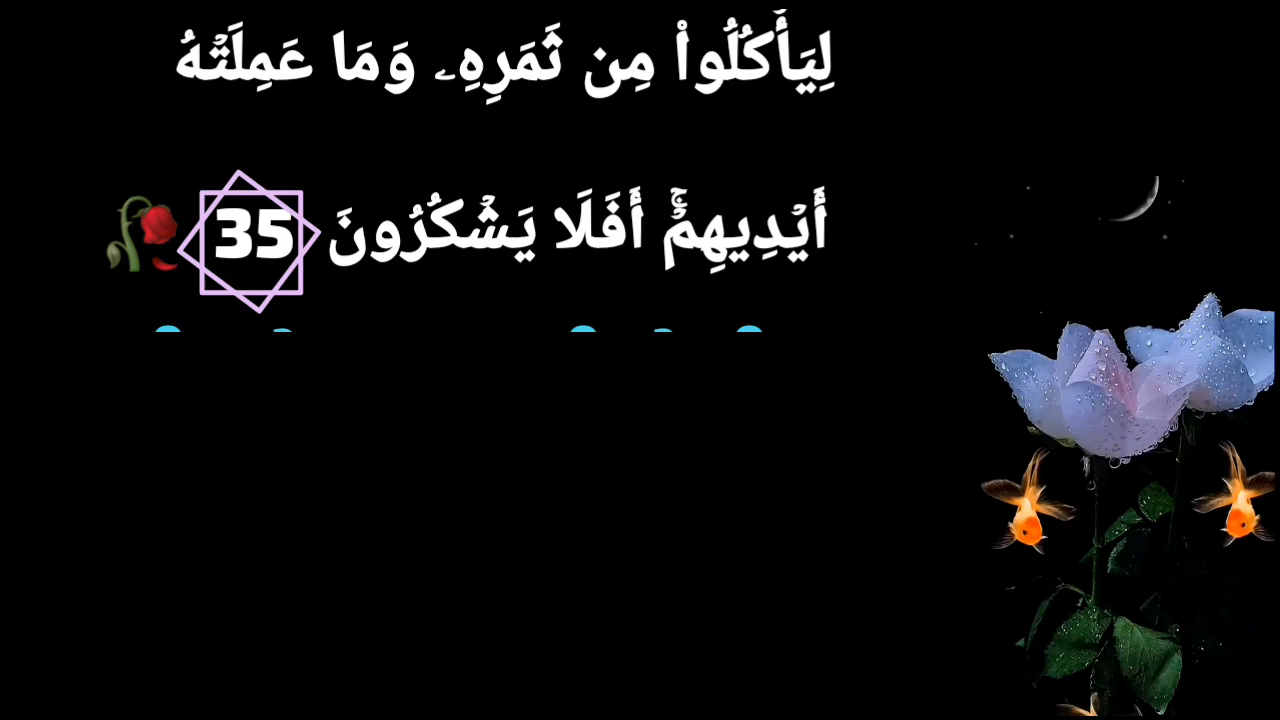 لِيَأْكُلُوا۟ مِن ثَمَرِهِۦ وَمَا عَمِلَتْهُ
أَيْدِيهِمْ ۚ أَفَلَا يَشْكُرُونَ 35